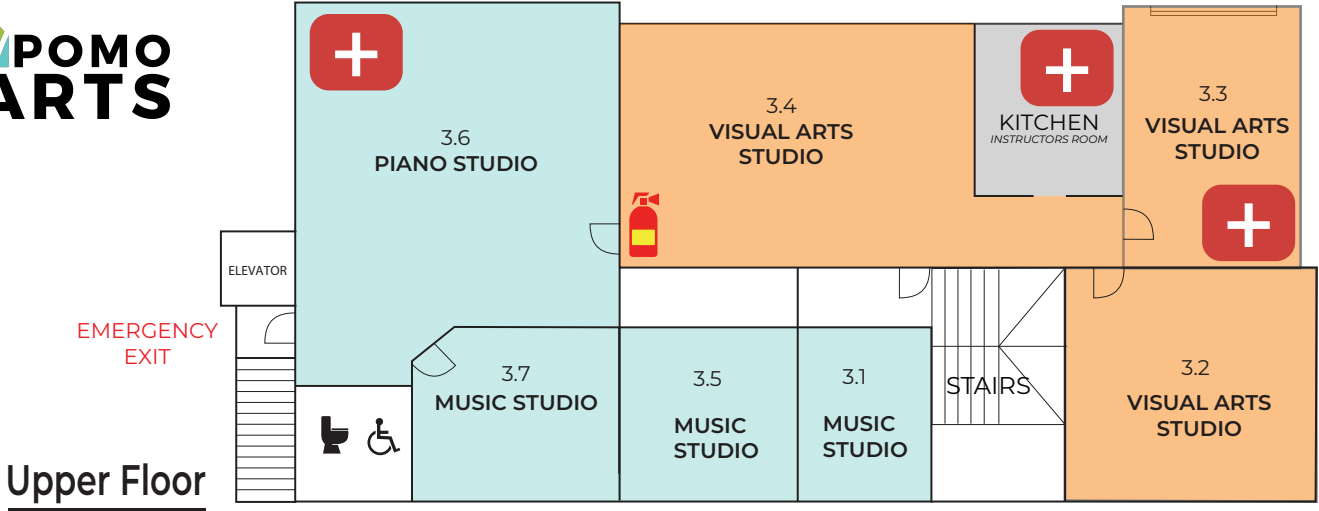 POMO
ARTS
3.6
PIANO STUDIO
3.4
VISUAL ARTS
STUDIO
KITCHEN
INSTRUCTORS ROOM
3.3
VISUAL ARTS
STUDIO
ELEVATOR
EMERGENCY
EXIT
3.7
MUSIC STUDIO
3.5
MUSIC
STUDIO
3.1
MUSIC
STUDIO
STAIRS
3.2
VISUAL ARTS
STUDIO
Upper Floor